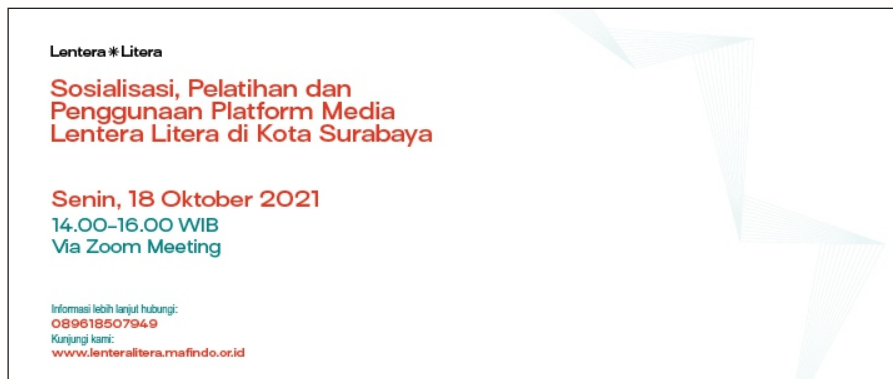 Lentera✳Litera
Sosialisasi, Pelatihan dan
Penggunaan Platform Media
Lentera Litera di Kota Surabaya
Senin, 18 Oktober 2021
14.00-16.00 WIB
Via Zoom Meeting
Informasi lebih lanjut hubungi:
089618507949
Kunjungi kami:
www.lenteralitera.mafindo.or.id